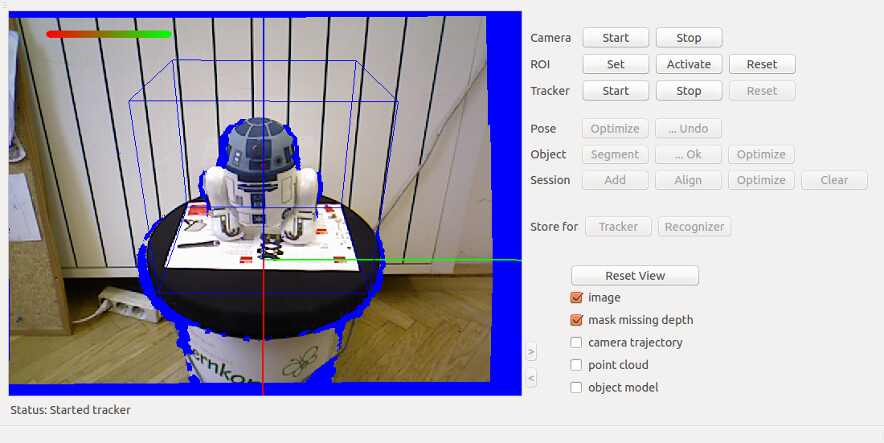 Camera Start Stop
ROI Set Activate Reset
Tracker Start Stop Reset
Pose Optimize ... Undo
Object Segment ... Ok Optimize
Session Add Align Optimize Clear
Store for Tracker Recognizer
Reset View
image
mask missing depth
camera trajectory
point cloud
object model
>
<
ernko
Status: Started tracker